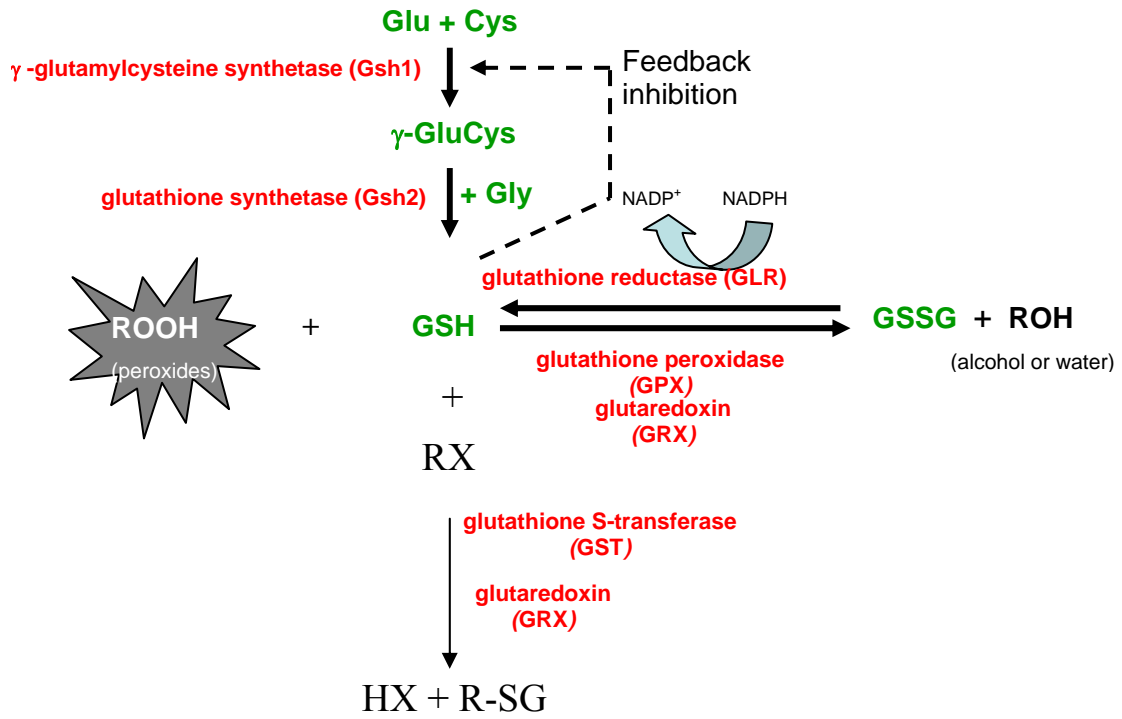 Glu + Cys
γ -glutamylcysteine synthetase (Gsh1)
Feedback
inhibition
γ-GluCys
glutathione synthetase (Gsh2)
+ Gly
NADP+ NADPH
glutathione reductase (GLR)
ROOH
(peroxides)
+
GSH
GSSG + ROH
(alcohol or water)
glutathione peroxidase
(GPX)
glutaredoxin
(GRX)
+
RX
glutathione S-transferase
(GST)
glutaredoxin
(GRX)
HX + R-SG